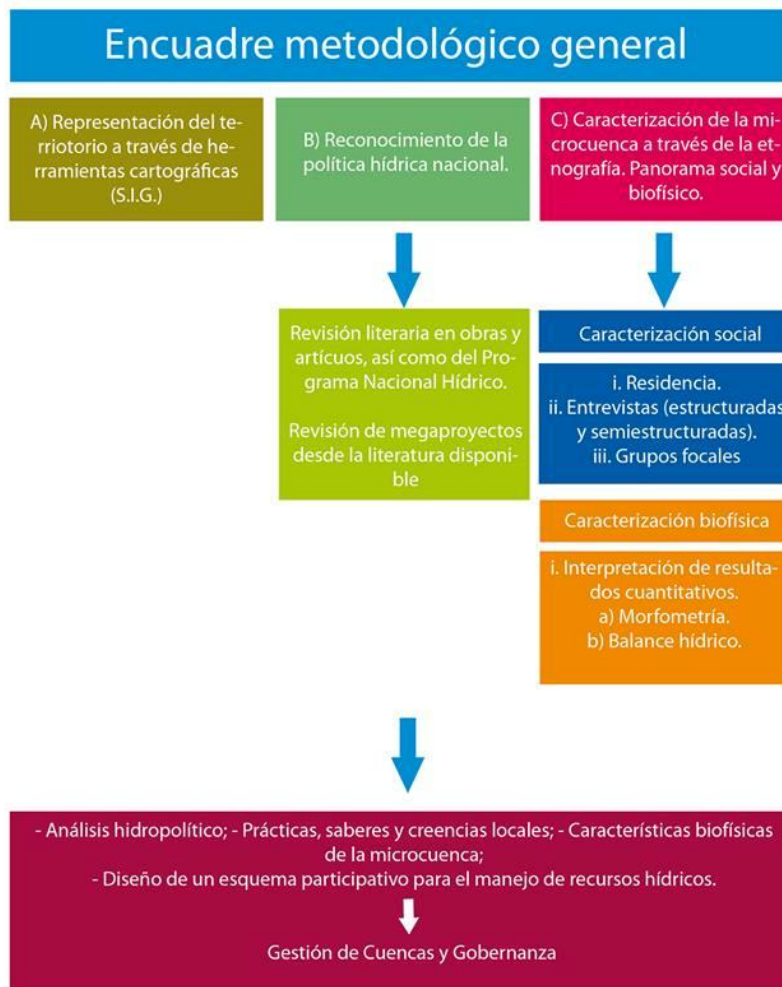 Encuadre metodológico general
A) Representación del te-
rriotorio a través de he-
rramientas cartográficas
(S.I.G.)
B) Reconocimiento de la
política hídrica nacional.
C) Caracterización de la mi-
crocuenca a través de la et-
nografía. Panorama social y
biofísico.
Revisión literaria en obras y
artícuos, así como del Pro-
grama Nacional Hídrico.
Revisión de megaproyectos
desde la literatura disponi-
ble
Caracterización social
i. Residencia.
ii. Entrevistas (estructuradas
y semiestructuradas).
iii. Grupos focales
Caracterización biofísica
i. Interpretación de resulta-
dos cuantitativos.
a) Morfometría.
b) Balance hídrico.
- Análisis hidropolítico; - Prácticas, saberes y creencias locales; - Características biofísicas
de la microcuenca;
- Diseño de un esquema participativo para el manejo de recursos hídricos.
Gestión de Cuencas y Gobernanza